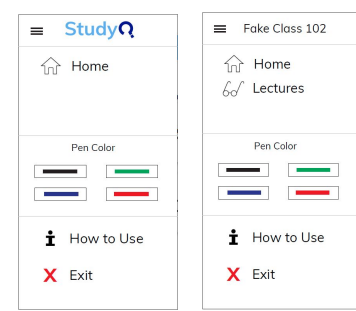 StudyQ
Home
Pen Color
How to Use
X Exit
Fake Class 102
Home
Lectures
Pen Color
How to Use
X Exit